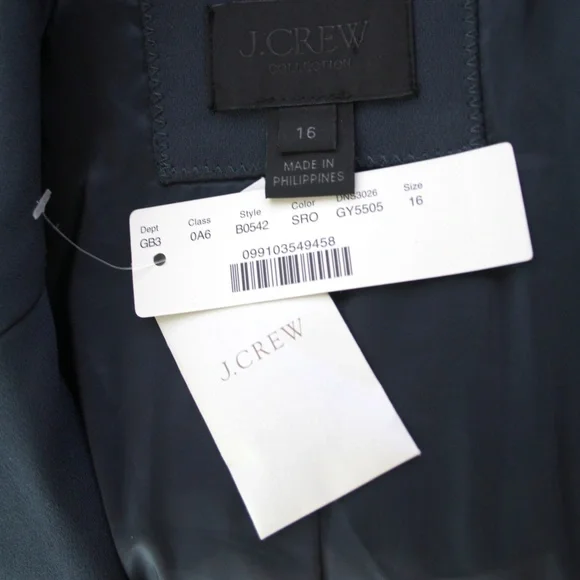 J.CREW
COLLECTION
16
MADE IN
PHILIPPINES
Dept Class Style Color DNS3026 Size
GB3 0A6 B0542 SRO GY5505 16
099103549458
J.CREW